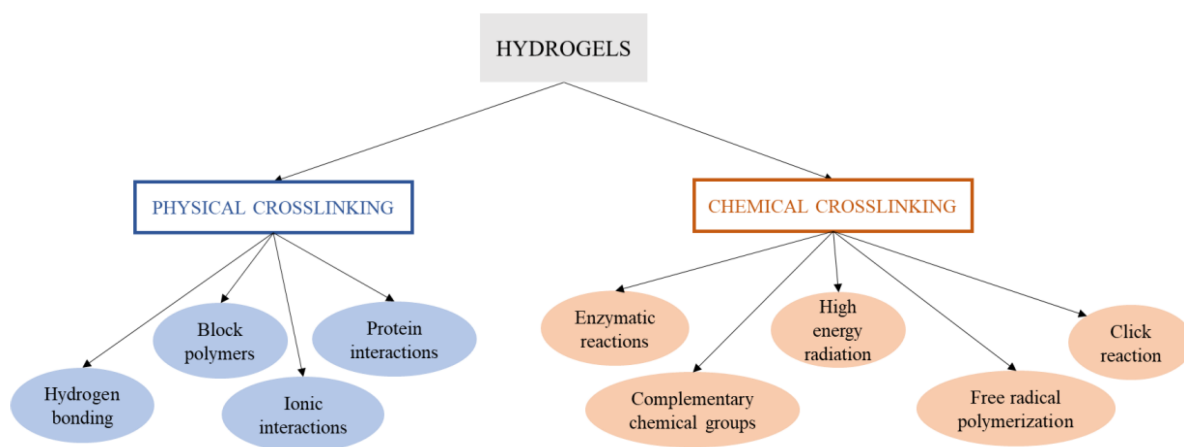 HYDROGELS
PHYSICAL CROSSLINKING
CHEMICAL CROSSLINKING
Hydrogen
bonding
Block
polymers
Ionic
interactions
Protein
interactions
Enzymatic
reactions
Complementary
chemical groups
High
energy
radiation
Free radical
polymerization
Click
reaction